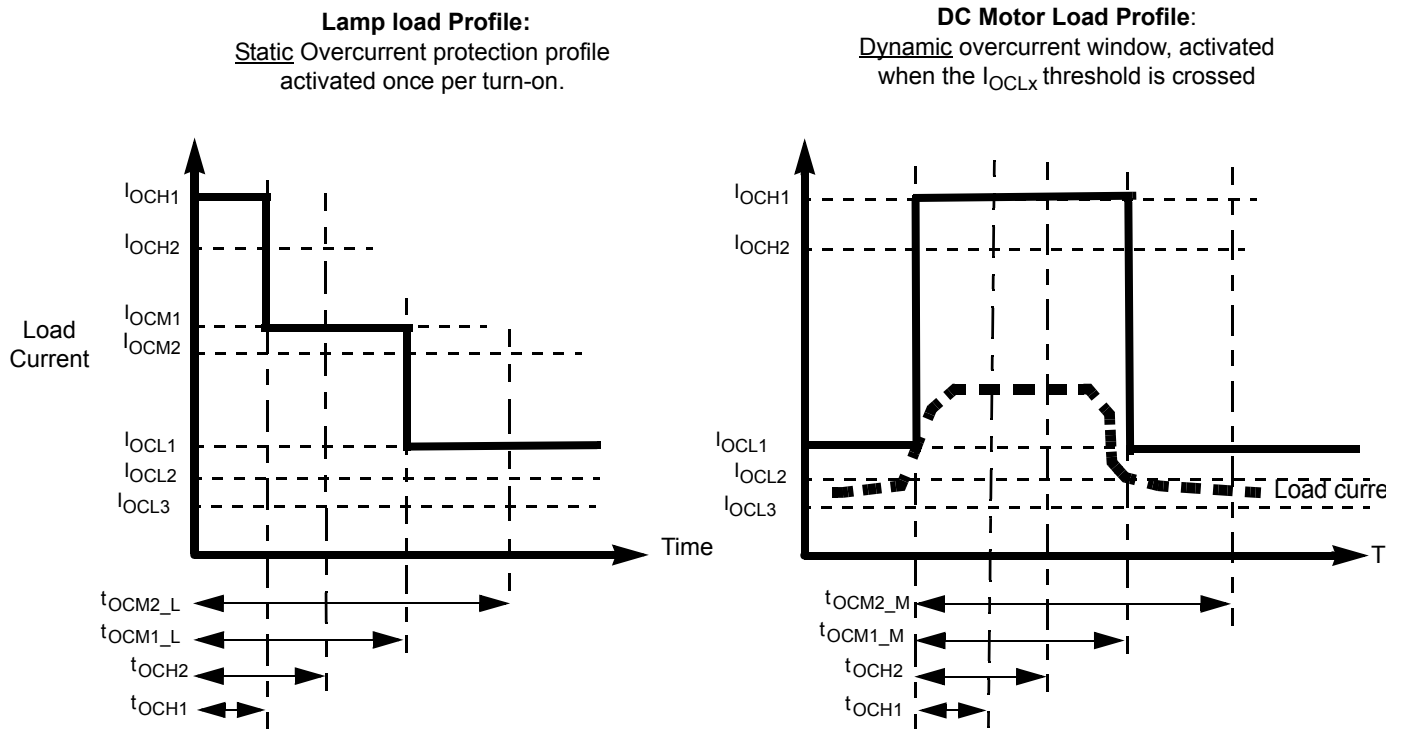 Lamp load Profile:
Static Overcurrent protection profile
activated once per turn-on.
DC Motor Load Profile:
Dynamic overcurrent window, activated
when the IOCLx threshold is crossed
Load
Current
IOCH1
IOCH2
IOCM1
IOCM2
IOCL1
IOCL2
IOCL3
Time
tOCM2_L
tOCM1_L
tOCH2
tOCH1
IOCH1
IOCH2
IOCL1
IOCL2
IOCL3
Load curre
T
tOCM2_M
tOCM1_M
tOCH2
tOCH1